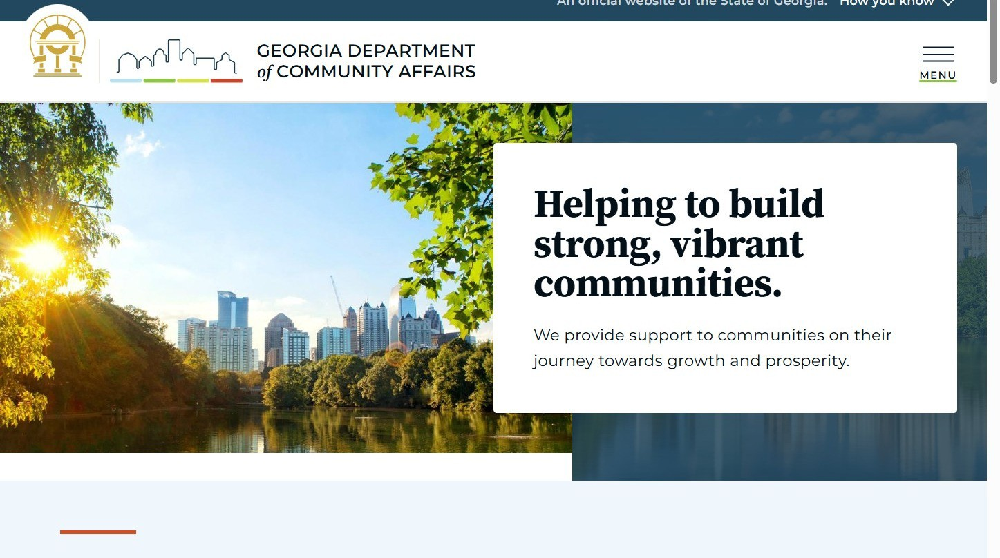 An official website of the State of Georgia. How you know
GEORGIA DEPARTMENT
of COMMUNITY AFFAIRS
MENU
Helping to build
strong, vibrant
communities.
We provide support to communities on their
journey towards growth and prosperity.